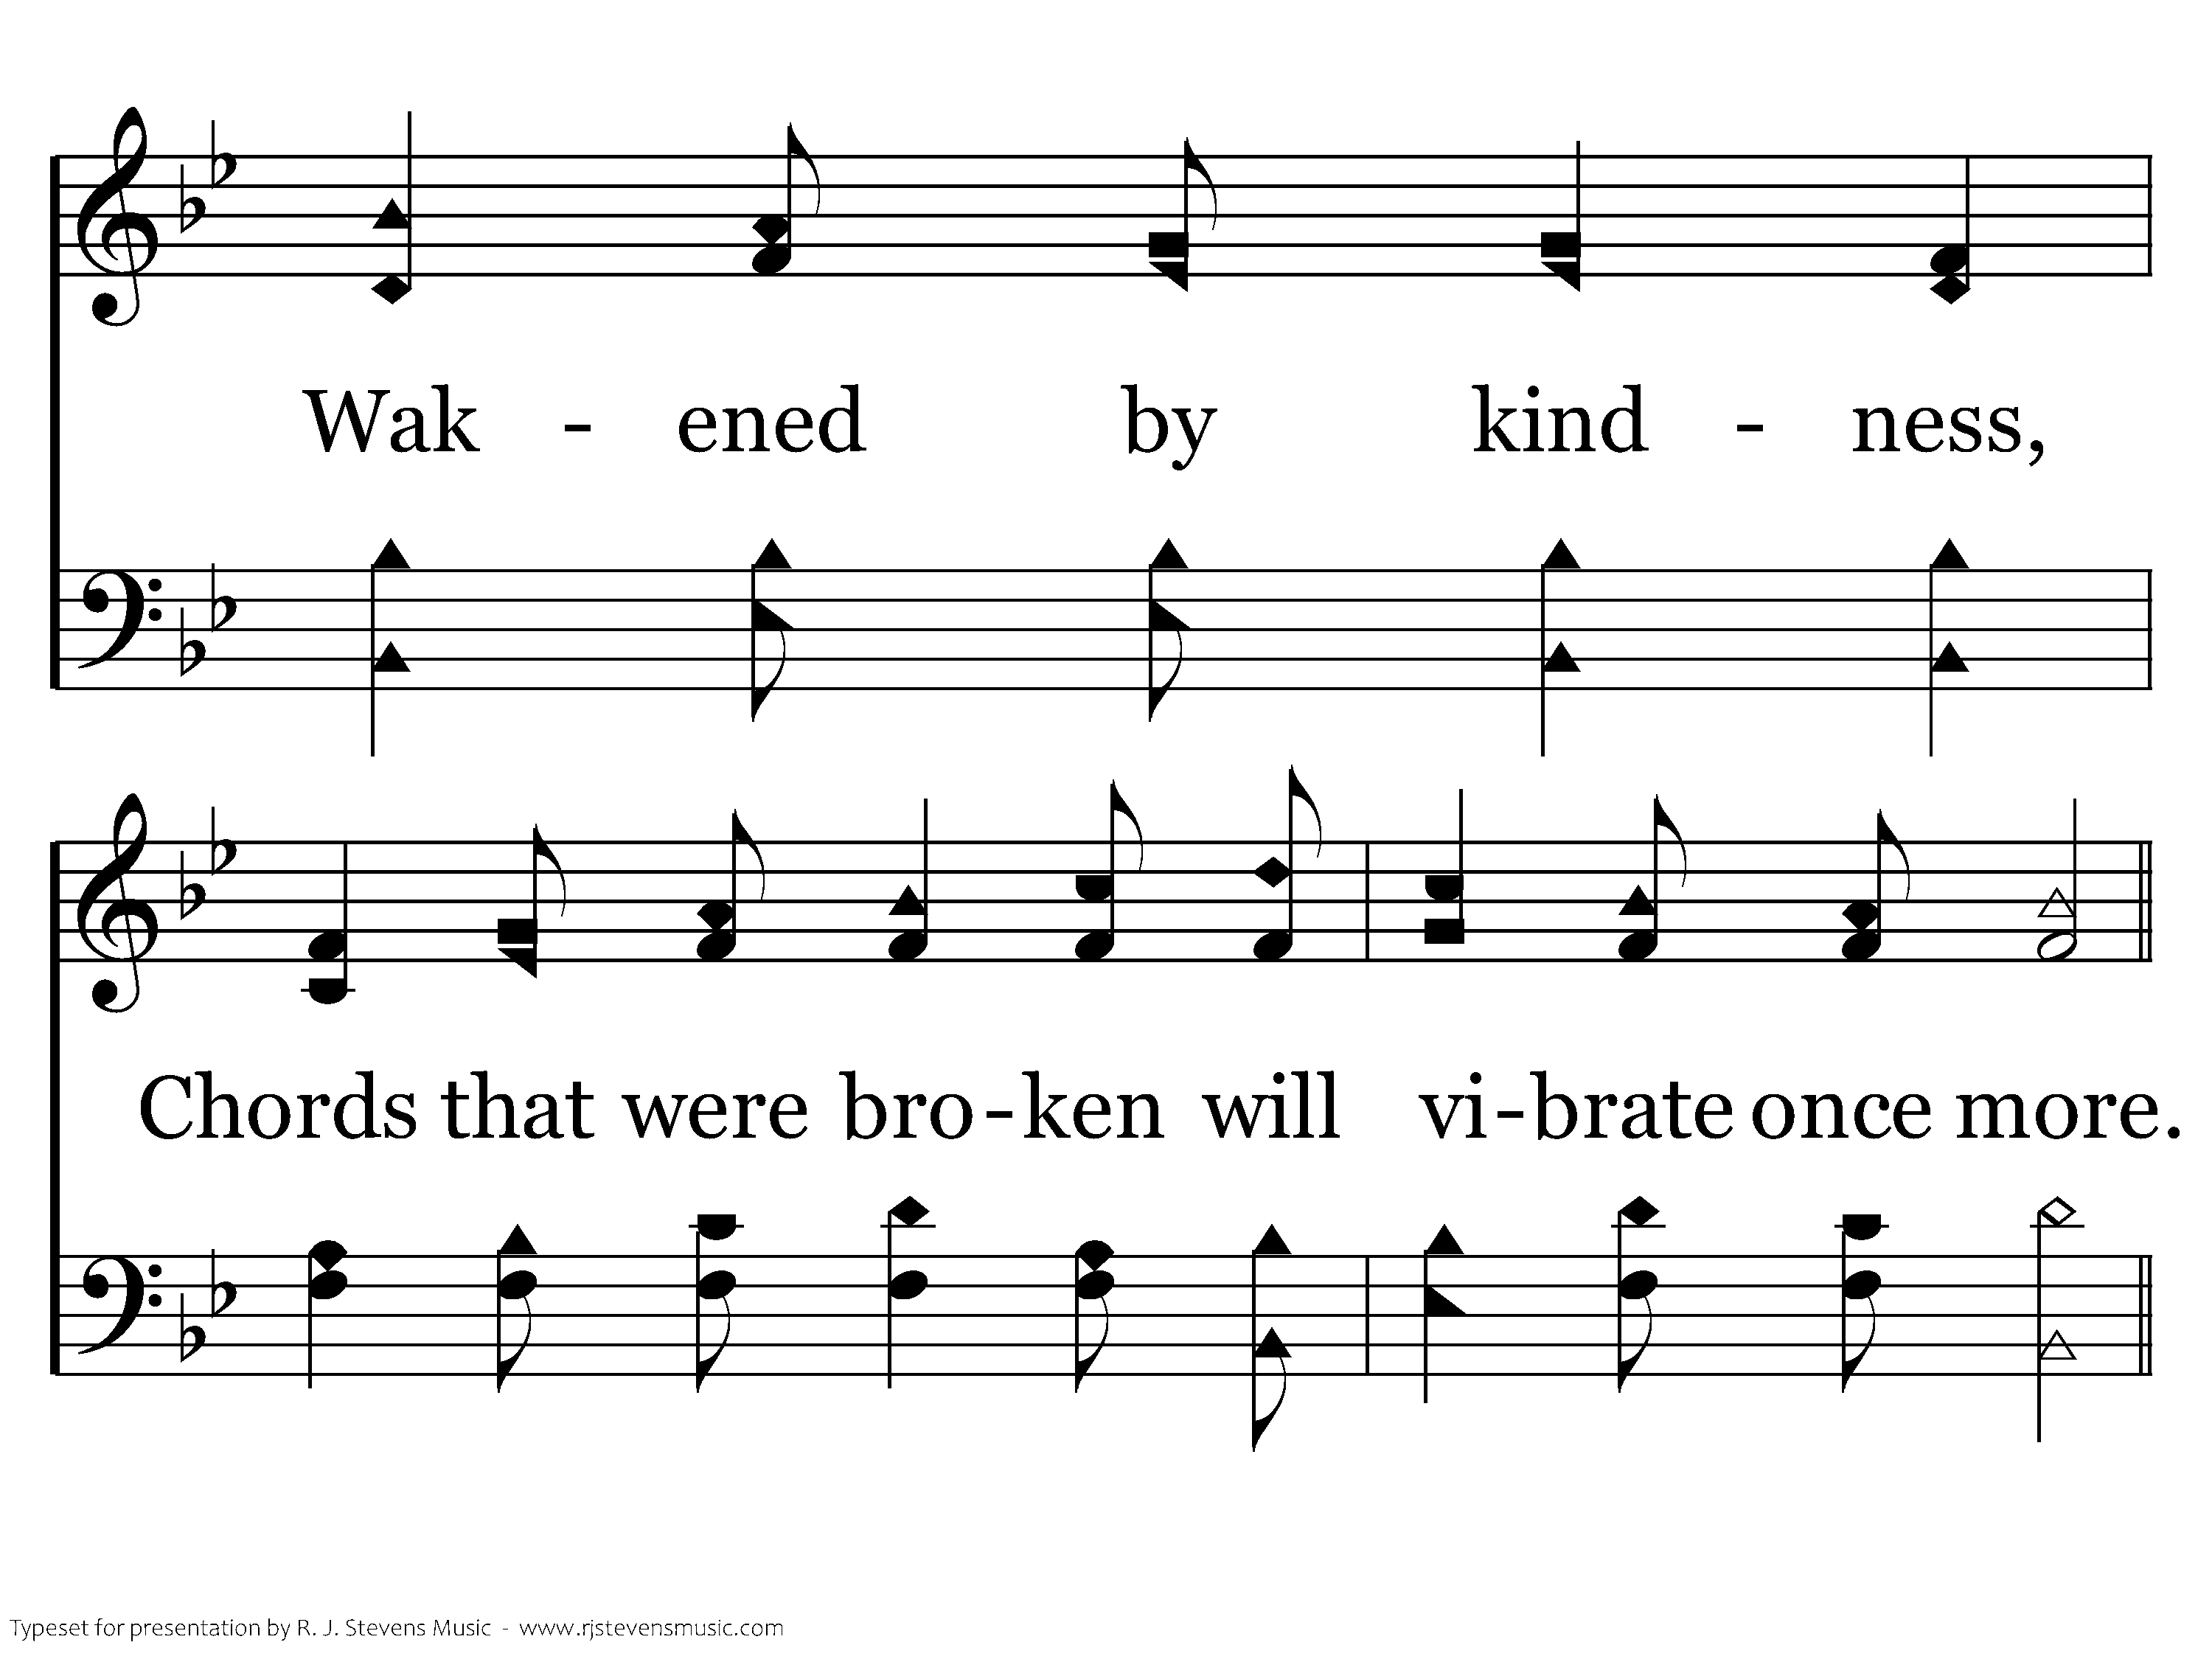 Wak - ened by kind - ness,
Chords that were bro-ken will vi-brate once more.
Typeset for presentation by R. J. Stevens Music - www.rjstevensmusic.com